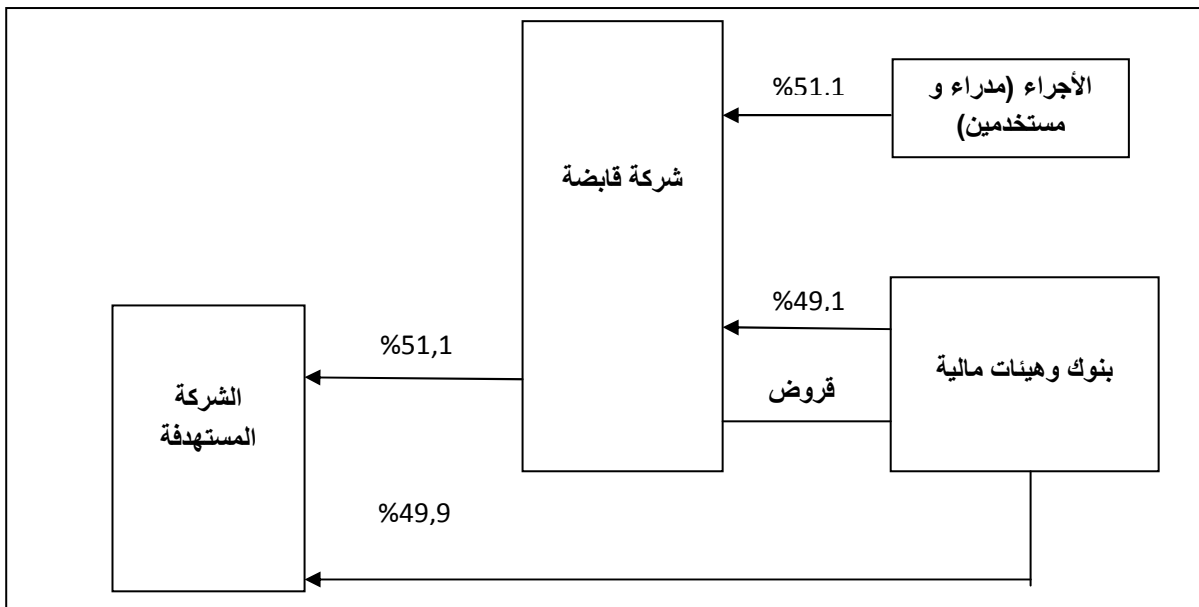 %51.1
الأجراء (مدراء و
مستخدمين)
شركة قابضة
%49,1
%51,1
بنوك وهيئات مالية
قروض
الشركة
المستهدفة
%49,9